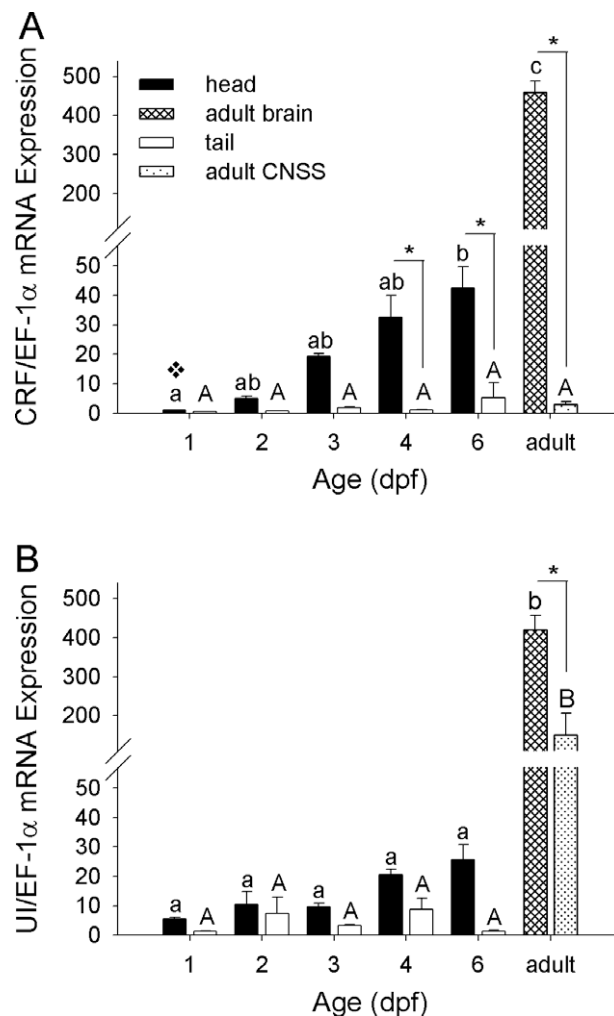 A
CRF/EF-1α mRNA Expression
500
400
300
200
50
40
30
20
10
0
head
adult brain
tail
adult CNSS
*
c
*
*
b
ab
ab
ab
a
A
A
A
A
A
A
1
2
3
4
6
adult
Age (dpf)
B
UI/EF-1α mRNA Expression
500
400
300
200
50
40
30
20
10
0
*
b
B
a
A
a
A
a
A
a
A
a
A
1
2
3
4
6
adult
Age (dpf)